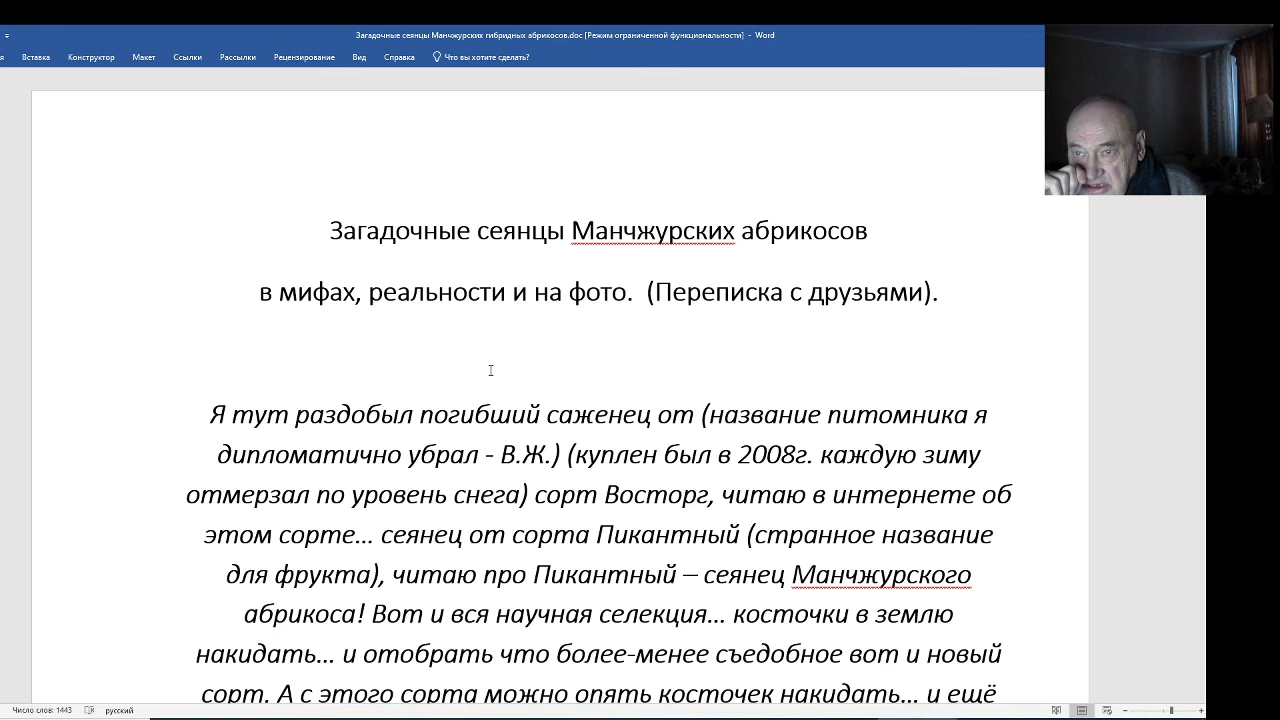 Загадочные сеянцы Манчжурских гибридных абрикосов.doc [Режим ограниченной функциональности] - Word
Вставка Конструктор Макет Ссылки Рассылки Рецензирование Вид Справка Что вы хотите сделать?
Загадочные сеянцы Манчжурских абрикосов
в мифах, реальности и на фото. (Переписка с друзьями).
Я тут раздобыл погибший саженец от (название питомника я
дипломатично убрал - В.Ж.) (куплен был в 2008г. каждую зиму
отмерзал по уровень снега) сорт Восторг, читаю в интернете об
этом сорте... сеянец от сорта Пикантный (странное название
для фрукта), читаю про Пикантный – сеянец Манчжурского
абрикоса! Вот и вся научная селекция... косточки в землю
накидать... и отобрать что более-менее съедобное вот и новый
сорт. А с этого сорта можно опять косточек накидать... и ещё
Число слов: 1443 русский